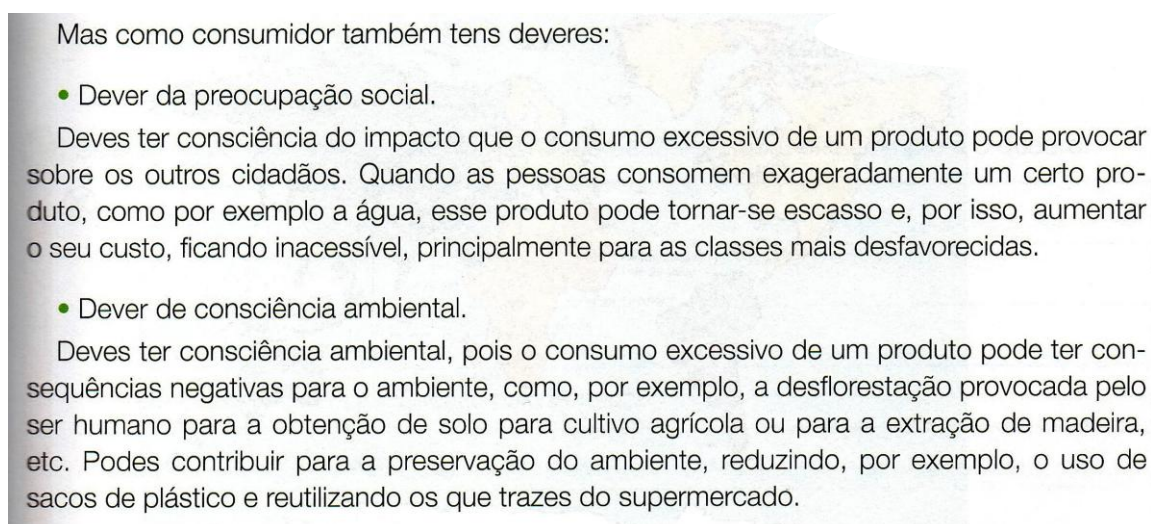 Mas como consumidor também tens deveres:
• Dever da preocupação social.
Deves ter consciência do impacto que o consumo excessivo de um produto pode provocar
sobre os outros cidadãos. Quando as pessoas consomem exageradamente um certo pro-
duto, como por exemplo a água, esse produto pode tornar-se escasso e, por isso, aumentar
o seu custo, ficando inacessível, principalmente para as classes mais desfavorecidas.
• Dever de consciência ambiental.
Deves ter consciência ambiental, pois o consumo excessivo de um produto pode ter con-
sequências negativas para o ambiente, como, por exemplo, a desflorestação provocada pelo
ser humano para a obtenção de solo para cultivo agrícola ou para a extração de madeira,
etc. Podes contribuir para a preservação do ambiente, reduzindo, por exemplo, o uso de
sacos de plástico e reutilizando os que trazes do supermercado.